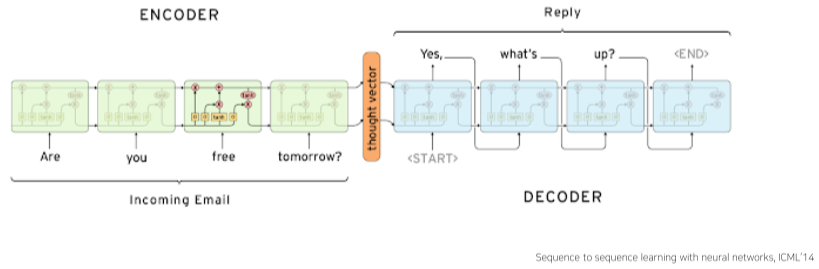 ENCODER
Reply
Yes, what's up? <END>
thought vector
Are you free tomorrow? <START>
Incoming Email
DECODER
Sequence to sequence learning with neural networks, ICML'14